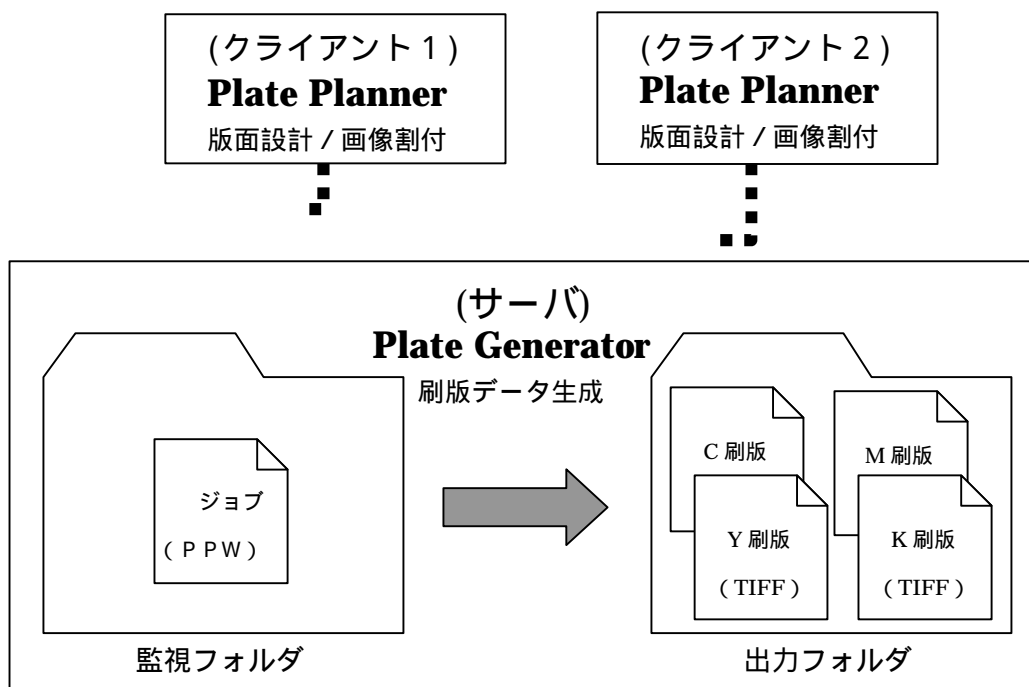 (クライアント１)
Plate Planner
版面設計／画像割付
(クライアント２)
Plate Planner
版面設計／画像割付
(サーバ)
Plate Generator
刷版データ生成
ジョブ
(ＰＰＷ)
監視フォルダ
C 刷版
M 刷版
Y 刷版
(TIFF)
K 刷版
(TIFF)
出力フォルダ